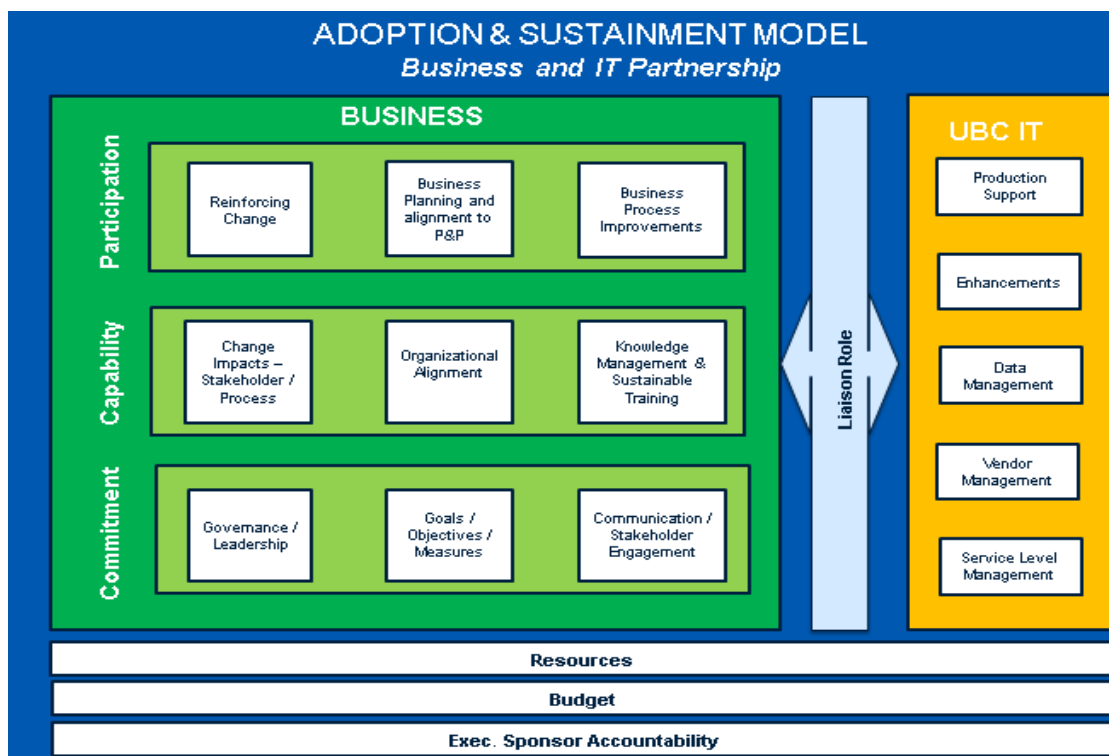 ADOPTION & SUSTAINMENT MODEL
Business and IT Partnership
BUSINESS
Participation
Reinforcing
Change
Business
Planning and
alignment to
P&P
Business
Process
Improvements
Capability
Change
Impacts –
Stakeholder /
Process
Organizational
Alignment
Knowledge
Management &
Sustainable
Training
Commitment
Governance /
Leadership
Goals /
Objectives /
Measures
Communication /
Stakeholder
Engagement
Liaison Role
UBC IT
Production
Support
Enhancements
Data
Management
Vendor
Management
Service Level
Management
Resources
Budget
Exec. Sponsor Accountability